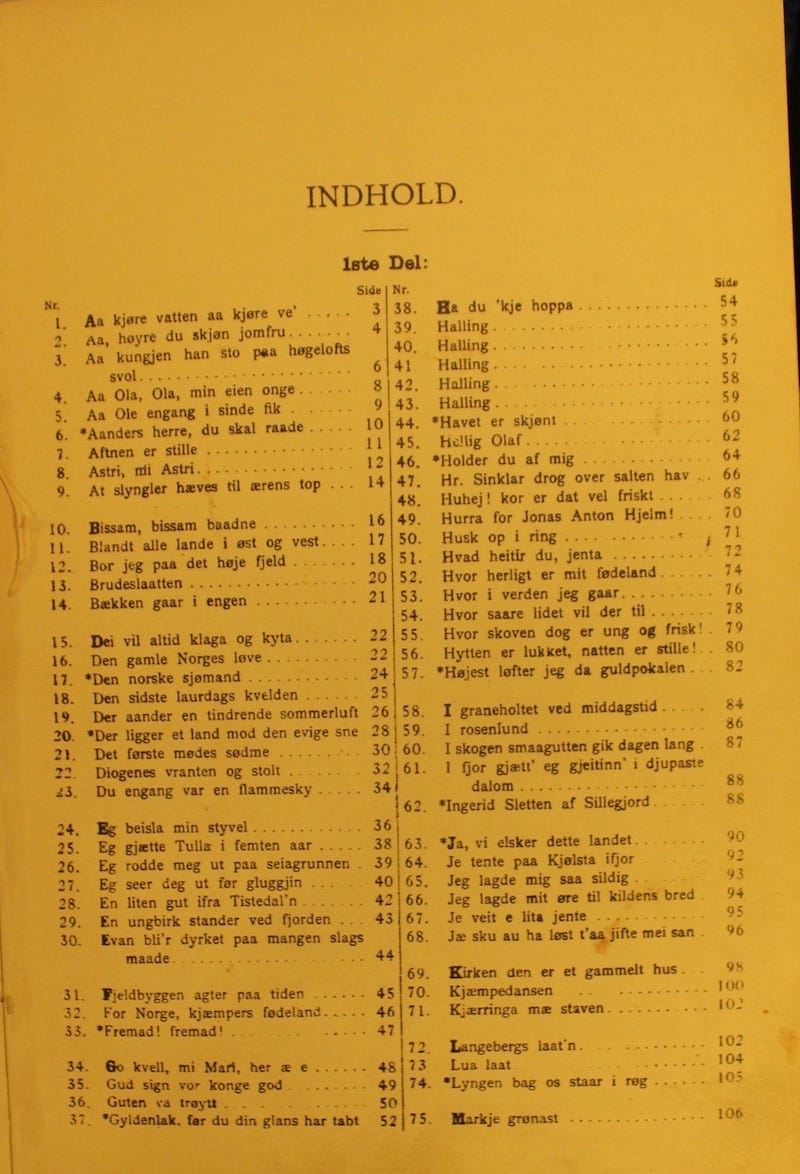 INDHOLD.
1ste Del:
Nr. Side
1. Aa kjøre vatten aa kjøre ve' ..... 3
2. Aa, høyre du skjøn jomfru ....... 4
3. Aa kungjen han sto paa høgelofts
svol ................... 6
4. Aa Ola, Ola, min eien onge ...... 8
5. Aa Ole engang i sinde fik ...... 9
6. *Aanders herre, du skal raade ..... 10
7. Aftnen er stille .............. 11
8. Astri, mi Astri ............... 12
9. At slyngler hæves til ærens top ... 14
10. Bissam, bissam baadne .......... 16
11. Blandt alle lande i øst og vest .... 17
12. Bor jeg paa det høje fjeld ....... 18
13. Brudeslaatten ................ 20
14. Bækken gaar i engen ........... 21
15. Dei vil altid klaga og kyta ....... 22
16. Den gamle Norges løve .......... 22
17. *Den norske sjømand ............ 24
18. Den sidste laurdags kvelden ...... 25
19. Der aander en tindrende sommerluft 26
20. *Der ligger et land mod den evige sne 28
21. Det første mødes sødme ......... 30
22. Diogenes vranten og stolt ........ 32
23. Du engang var en flammesky ..... 34
24. Eg beisla min styvel ............ 36
25. Eg gjætte Tulla i femten aar ..... 38
26. Eg rodde meg ut paa seiagrunnen . 39
27. Eg seer deg ut før gluggjin ...... 40
28. En liten gut ifra Tistedal'n ....... 42
29. En ungbirk stander ved fjorden ... 43
30. Evan bli'r dyrket paa mangen slags
maade ................... 44
31. Fjeldbyggen agter paa tiden ...... 45
32. For Norge, kjæmpers fødeland ..... 46
33. *Fremad! fremad! ............. 47
34. Go kvell, mi Mari, her æ e ...... 48
35. Gud sign vor konge god ........ 49
36. Guten va trøytt ............... 50
37. *Gyldenlak, før du din glans har tabt 52
Nr. Side
38. Ha du 'kje hoppa .............. 54
39. Halling ..................... 55
40. Halling ..................... 56
41 Halling ..................... 57
42. Halling ..................... 58
43. Halling ..................... 59
44. *Havet er skjønt .............. 60
45. Hellig Olaf .................. 62
46. *Holder du af mig ............. 64
47. Hr. Sinklar drog over salten hav .. 66
48. Huhej! kor er dat vel friskt ...... 68
49. Hurra for Jonas Anton Hjelm! .... 70
50. Husk op i ring ............... 71
51. Hvad heitir du, jenta .......... 72
52. Hvor herligt er mit fødeland ...... 74
53. Hvor i verden jeg gaar .......... 76
54. Hvor saare lidet vil der til ....... 78
55. Hvor skoven dog er ung og frisk! . 79
56. Hytten er lukket, natten er stille! .. 80
57. *Højest løfter jeg da guldpokalen ... 82
58. I graneholtet ved middagstid ..... 84
59. I rosenlund .................. 86
60. I skogen smaagutten gik dagen lang . 87
61. I fjor gjætt' eg gjeitinn' i djupaste
dalom ................... 88
62. *Ingerid Sletten af Sillegjord ...... 88
63. *Ja, vi elsker dette landet ........ 90
64. Je tente paa Kjølsta ifjor ........ 92
65. Jeg lagde mig saa sildig ........ 93
66. Jeg lagde mit øre til kildens bred . 94
67. Je veit e lita jente ............ 95
68. Jæ sku au ha løst t'aa jifte mei san . 96
69. Kirken den er et gammelt hus .. 98
70. Kjæmpedansen ............... 100
71. Kjærringa mæ staven ........... 102
72. Langebergs laat'n ............. 102
73 Lua laat ................... 104
74. *Lyngen bag os staar i røg ...... 105
75. Markje grønast ............... 106